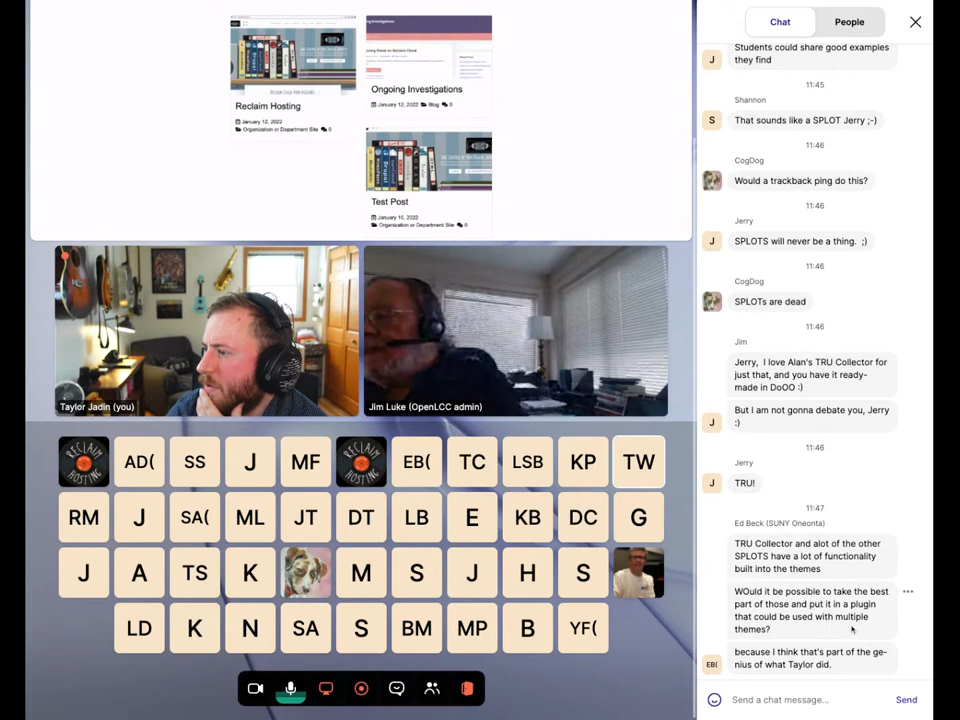 Reclaim Hosting
January 12, 2022
Organization or Department Site 0
Ongoing Investigations
January 12, 2022 Blog 0
Test Post
January 10, 2022
Organization or Department Site 0
Taylor Jadin (you)
Jim Luke (OpenLCC admin)
RECLAIM HOSTING
AD(
SS
J
MF
RECLAIM HOSTING
EB(
TC
LSB
KP
TW
RM
J
SA(
ML
JT
DT
LB
E
KB
DC
G
J
A
TS
K
M
S
J
H
S
LD
K
N
SA
S
BM
MP
B
YF(
Chat
People
Students could share good examples
they find
J
11:45
Shannon
S
That sounds like a SPLOT Jerry ;-)
11:46
CogDog
Would a trackback ping do this?
11:46
Jerry
J
SPLOTS will never be a thing. ;)
11:46
CogDog
SPLOTs are dead
11:46
Jim
Jerry, I love Alan's TRU Collector for
just that, and you have it ready-
made in DoOO :)
But I am not gonna debate you, Jerry
:)
J
11:46
Jerry
J
TRU!
11:47
Ed Beck (SUNY Oneonta)
TRU Collector and alot of the other
SPLOTS have a lot of functionality
built into the themes
WOuld it be possible to take the best
part of those and put it in a plugin
that could be used with multiple
themes?
because I think that's part of the ge-
nius of what Taylor did.
EB(
Send a chat message...
Send